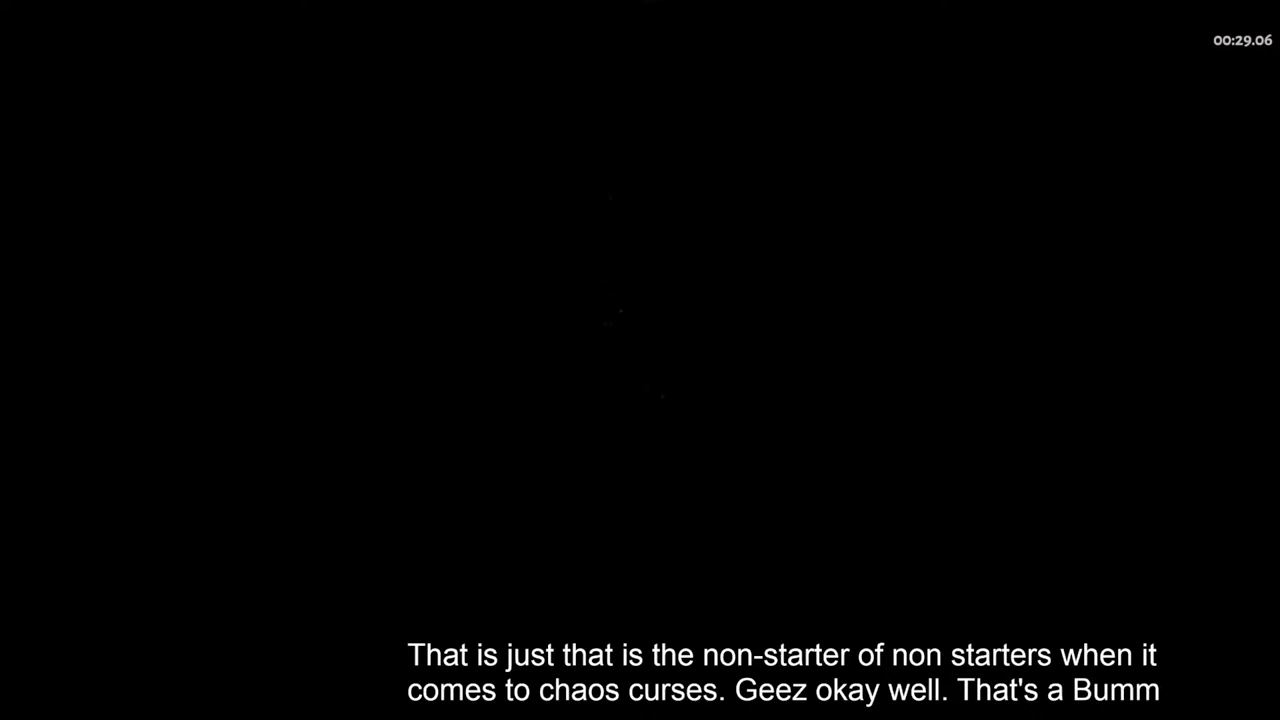 00:29.06
That is just that is the non-starter of non starters when it
comes to chaos curses. Geez okay well. That's a Bumm